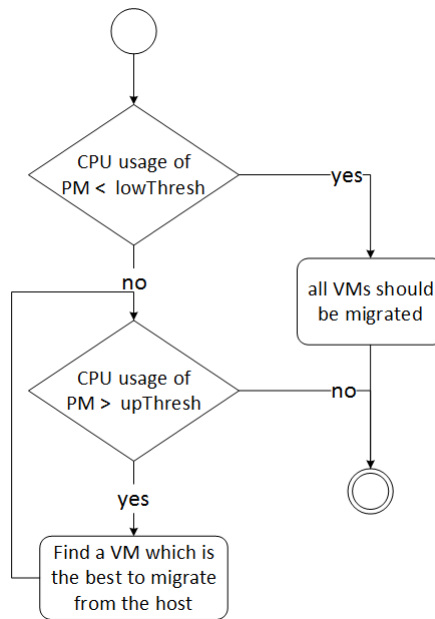 CPU usage of
PM < lowThresh
yes
no
all VMs should
be migrated
CPU usage of
PM > upThresh
no
yes
Find a VM which is
the best to migrate
from the host